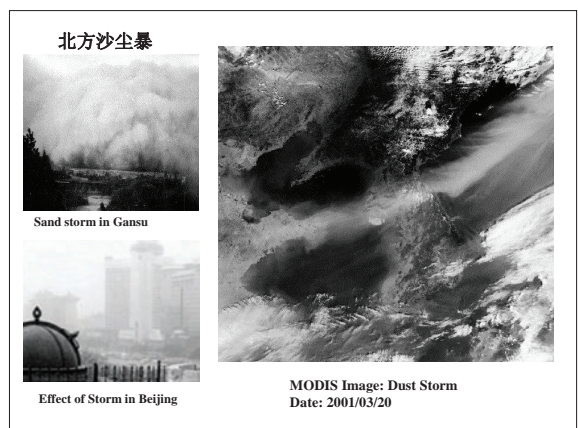 北方沙尘暴
Sand storm in Gansu
Effect of Storm in Beijing
MODIS Image: Dust Storm
Date: 2001/03/20